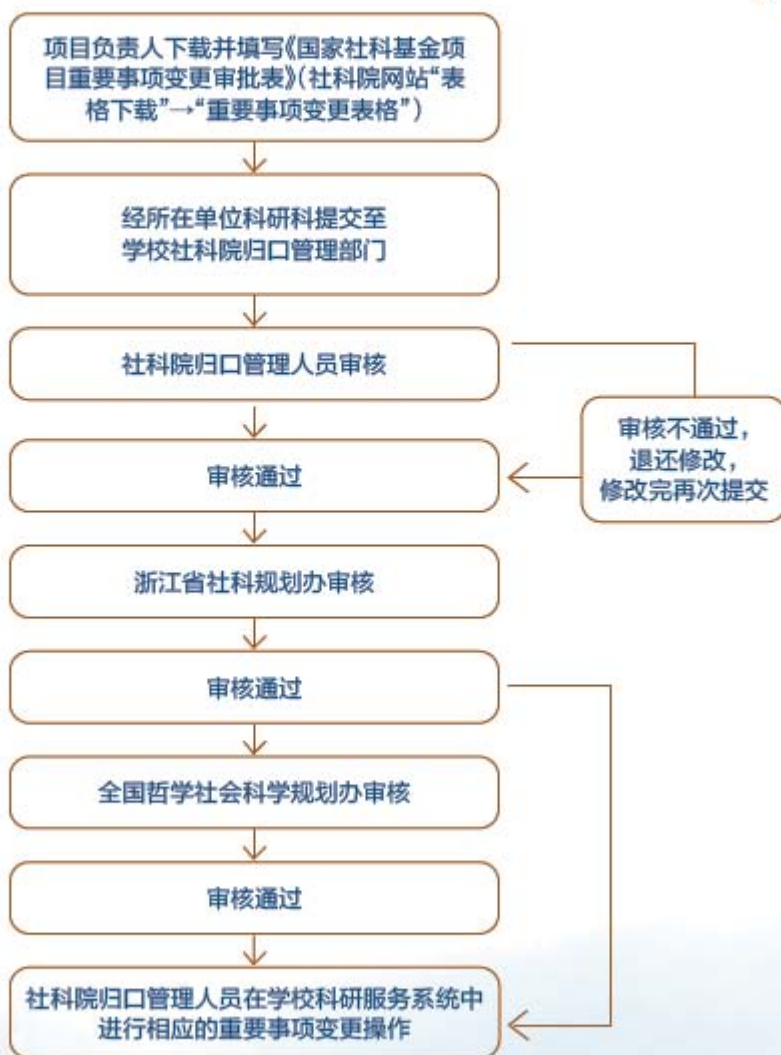 项目负责人下载并填写《国家社科基金项
目重要事项变更审批表》(社科院网站“表
格下载”→“重要事项变更表格”)
经所在单位科研科提交至
学校社科院归口管理部门
社科院归口管理人员审核
审核不通过，
退还修改，
修改完再次提交
审核通过
浙江省社科规划办审核
审核通过
全国哲学社会科学规划办审核
审核通过
社科院归口管理人员在学校科研服务系统中
进行相应的重要事项变更操作